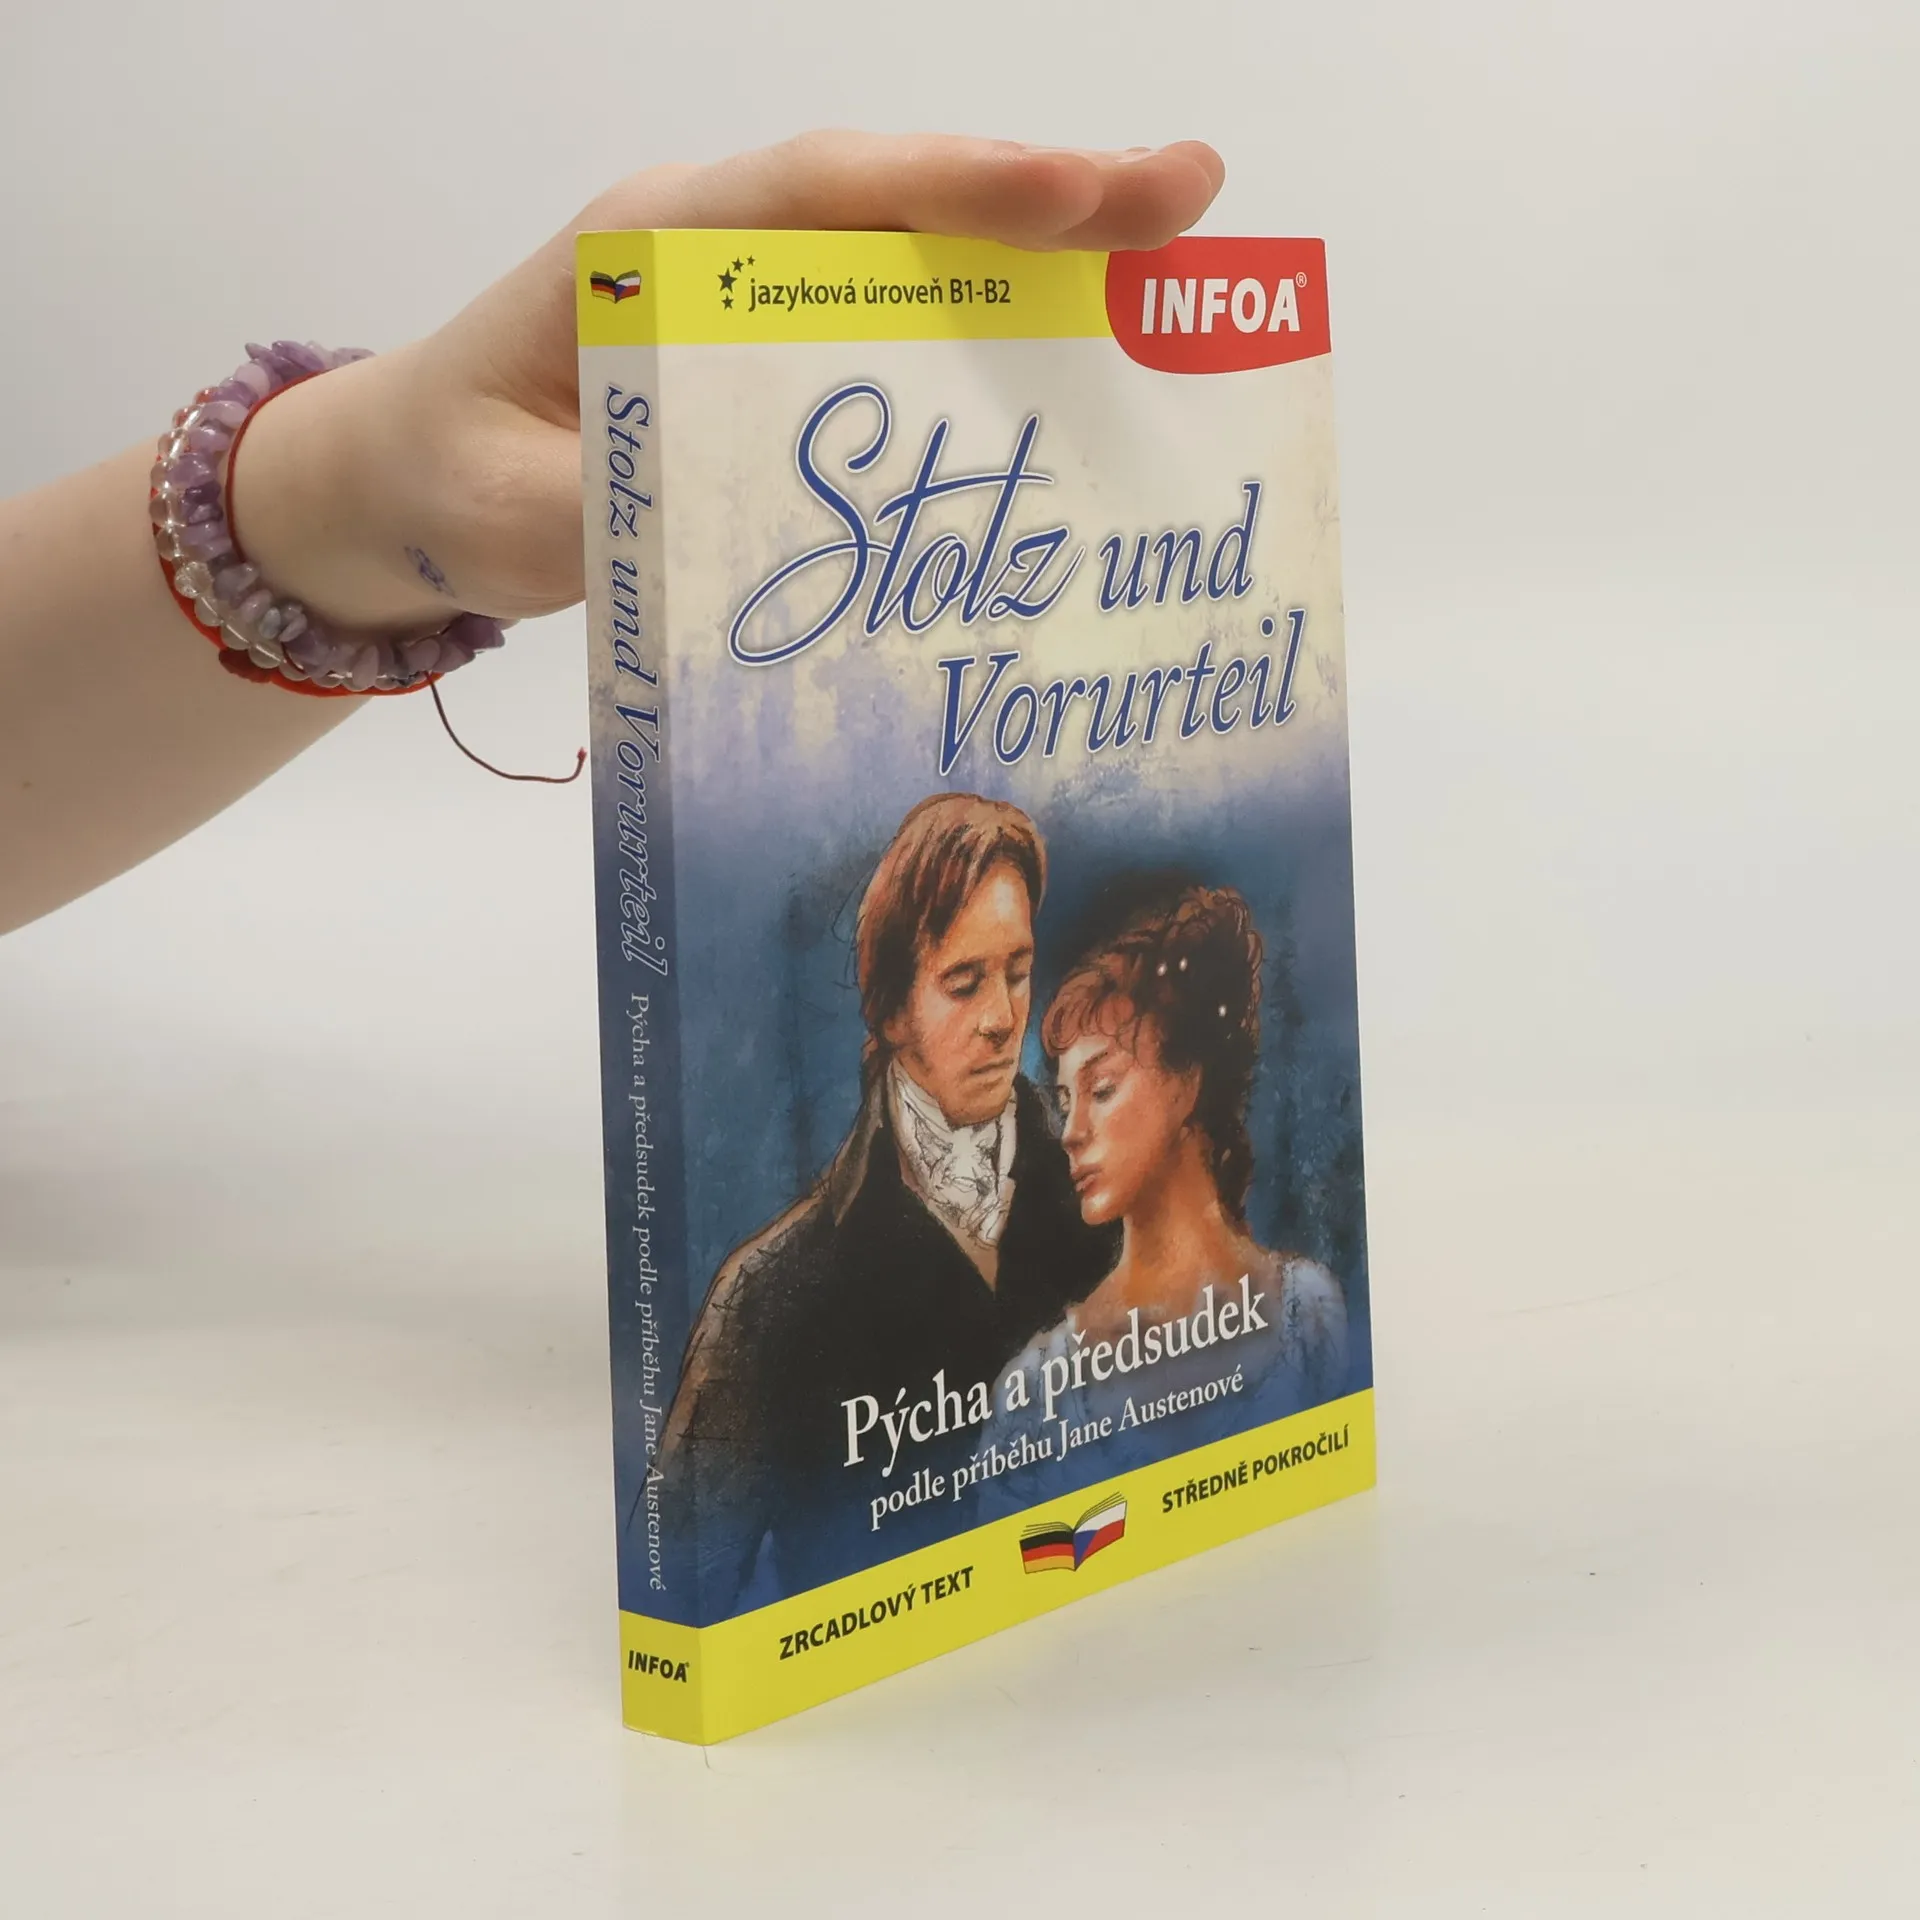 jazyková úroveň B1-B2
INFOA®
Stolz und
Vorurteil
Pýcha a předsudek
podle příběhu Jane Austenové
ZRCADLOVÝ TEXT
STŘEDNĚ POKROČILÍ
Stolz und Vorurteil Pýcha a předsudek podle příběhu Jane Austenové
INFOA®